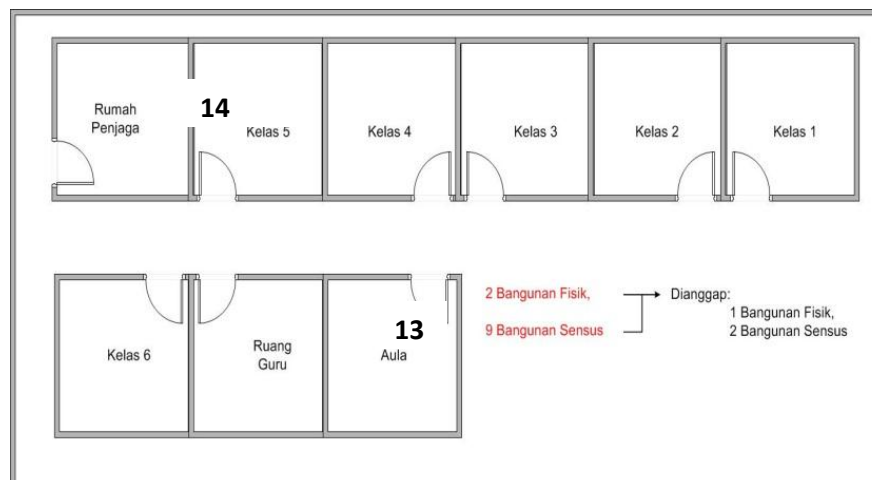 Rumah
Penjaga
14
Kelas 5
Kelas 4
Kelas 3
Kelas 2
Kelas 1
Kelas 6
Ruang
Guru
13
Aula
2 Bangunan Fisik,
9 Bangunan Sensus
Dianggap:
1 Bangunan Fisik,
2 Bangunan Sensus